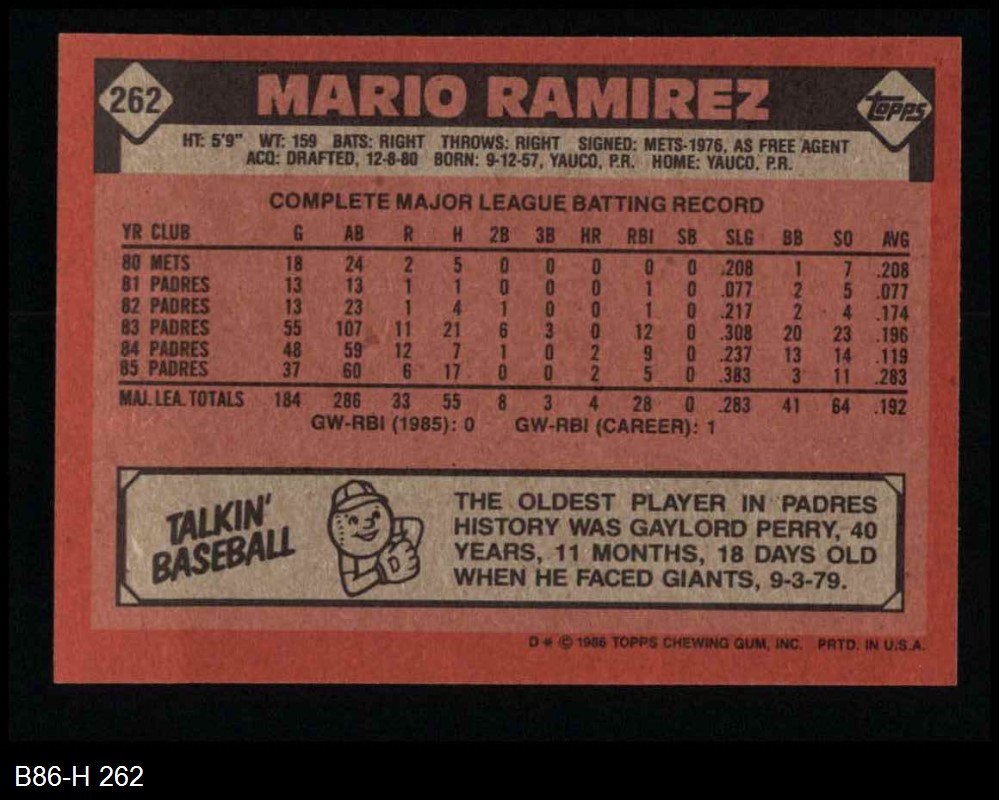 262 MARIO RAMIREZ topps
HT: 5'9" WT: 159 BATS: RIGHT THROWS: RIGHT SIGNED: METS-1976, AS FREE AGENT
ACQ: DRAFTED, 12-8-80 BORN: 9-12-57, YAUCO, P.R. HOME: YAUCO, P.R.
COMPLETE MAJOR LEAGUE BATTING RECORD
YR CLUB G AB R H 2B 3B HR RBI SB SLG BB SO AVG
80 METS 18 24 2 5 0 0 0 0 0 .208 1 7 .208
81 PADRES 13 13 1 1 0 0 0 1 0 .077 2 5 .077
82 PADRES 13 23 1 4 1 0 0 1 0 .217 2 4 .174
83 PADRES 55 107 11 21 6 3 0 12 0 .308 20 23 .196
84 PADRES 48 59 12 7 1 0 2 9 0 .237 13 14 .119
85 PADRES 37 60 6 17 0 0 2 5 0 .383 3 11 .283
MAJ. LEA. TOTALS 184 286 33 55 8 3 4 28 0 .283 41 64 .192
GW-RBI (1985): 0 GW-RBI (CAREER): 1
TALKIN'
BASEBALL
THE OLDEST PLAYER IN PADRES
HISTORY WAS GAYLORD PERRY, 40
YEARS, 11 MONTHS, 18 DAYS OLD
WHEN HE FACED GIANTS, 9-3-79.
D * © 1986 TOPPS CHEWING GUM, INC. PRTD. IN U.S.A.
B86-H 262